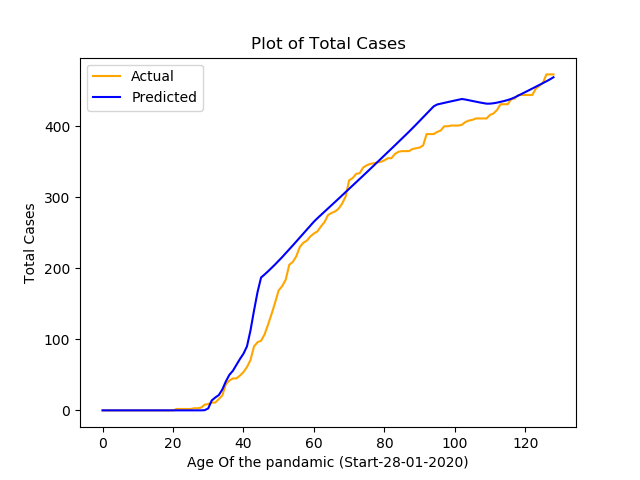 Plot of Total Cases
Actual
Predicted
Total Cases
400
300
200
100
0
0 20 40 60 80 100 120
Age Of the pandamic (Start-28-01-2020)